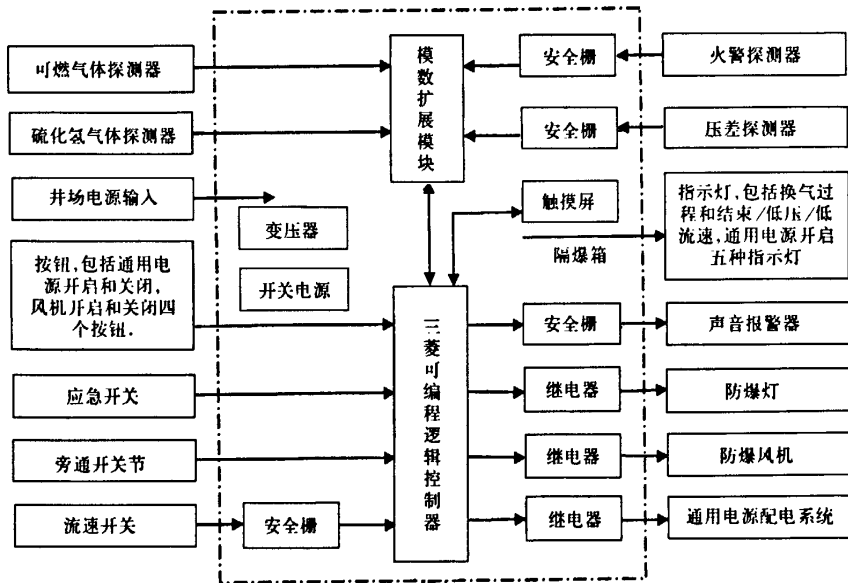 可燃气体探测器
硫化氢气体探测器
井场电源输入
按钮,包括通用电
源开启和关闭,
风机开启和关闭四
个按钮.
应急开关
旁通开关节
流速开关
变压器
开关电源
安全栅
模数扩展模块
三菱可编程逻辑控制器
安全栅
安全栅
触摸屏
隔爆箱
安全栅
继电器
继电器
继电器
火警探测器
压差探测器
指示灯,包括换气过
程和结束/低压/低
流速,通用电源开启
五种指示灯
声音报警器
防爆灯
防爆风机
通用电源配电系统